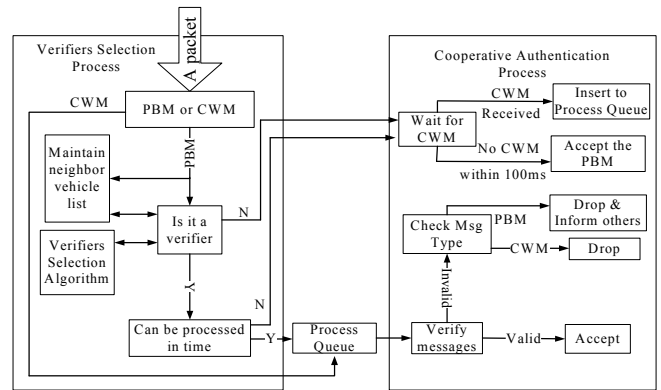 Verifiers Selection
Process
A packet
CWM
PBM or CWM
PBM
Maintain
neighbor
vehicle
list
Is it a
verifier
N
Verifiers
Selection
Algorithm
Y
N
Can be processed
in time
Y
Process
Queue
Cooperative Authentication
Process
Wait for
CWM
CWM
Received
Insert to
Process Queue
No CWM
within 100ms
Accept the
PBM
Check Msg
Type
PBM
Drop &
Inform others
CWM
Drop
Invalid
Verify
messages
Valid
Accept